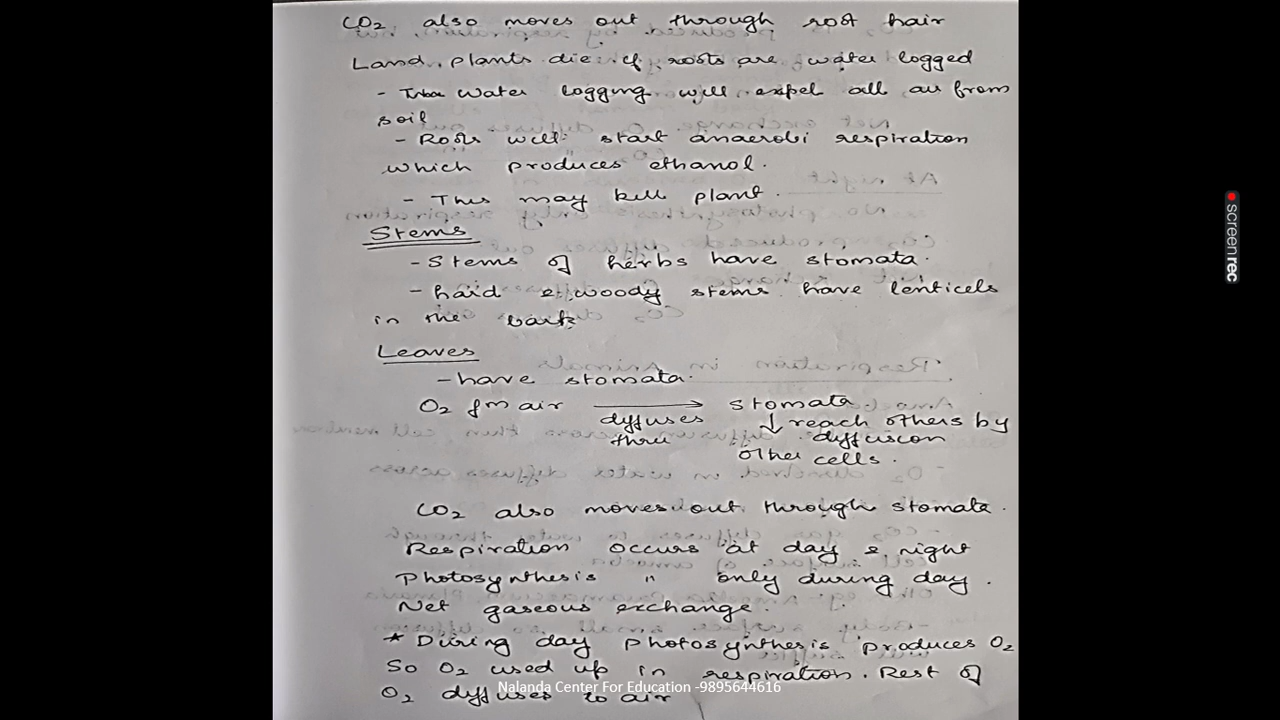 CO2 also moves out through root hair
Land plants die if roots are water logged
- Water logging will expel all air from
soil
- Roots will start anaerobi respiration
which produces ethanol.
- This may kill plant.
Stems
- Stems of herbs have stomata.
- hard & woody stems have lenticels
in the bark
Leaves
- have stomata.
O2 fm air ⟶ stomata.
diffuses ↓ reach others by
thru diffusion
other cells.
CO2 also moves out through stomata.
Respiration occurs at day & night
Photosynthesis " only during day.
Net gaseous exchange.
* During day photosynthesis produces O2
So O2 used up in respiration. Rest of
O2 diffuses to air
Nalanda Center For Education -9895644616
screenrec